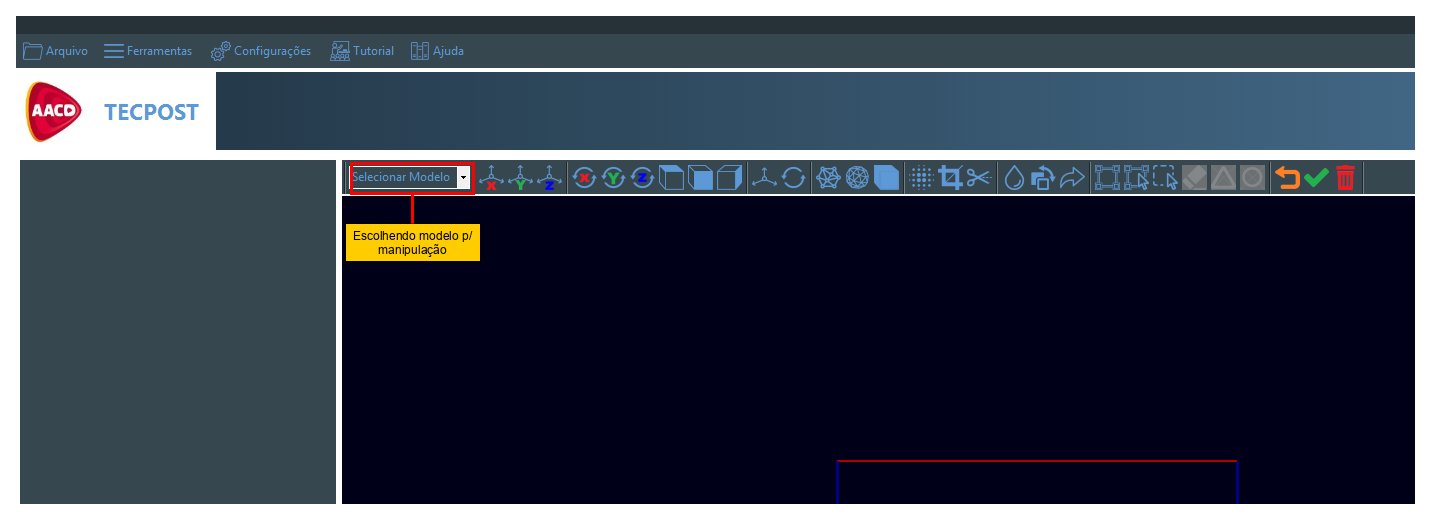 Arquivo Ferramentas Configurações Tutorial Ajuda
AACD TECPOST
Selecionar Modelo X Y Z X Y Z
Escolhendo modelo p/
manipulação